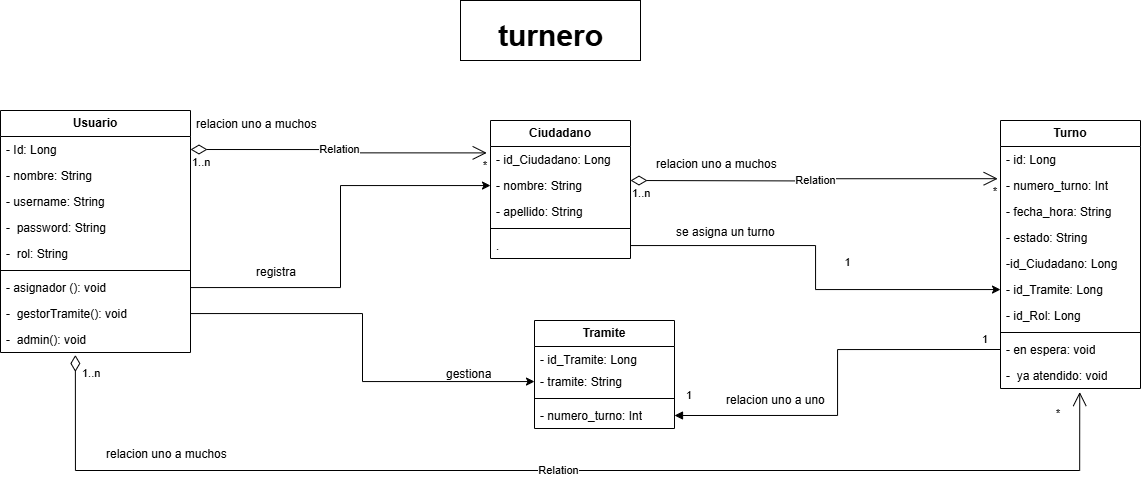 turnero
Usuario
- Id: Long
- nombre: String
- username: String
- password: String
- rol: String
- asignador (): void
- gestorTramite(): void
- admin(): void
relacion uno a muchos
Relation
1..n
*
registra
gestiona
Ciudadano
- id_Ciudadano: Long
- nombre: String
- apellido: String
.
relacion uno a muchos
Relation
1..n
*
se asigna un turno
1
Turno
- id: Long
- numero_turno: Int
- fecha_hora: String
- estado: String
-id_Ciudadano: Long
- id_Tramite: Long
- id_Rol: Long
- en espera: void
- ya atendido: void
Tramite
- id_Tramite: Long
- tramite: String
- numero_turno: Int
1
relacion uno a uno
1
1..n
relacion uno a muchos
Relation
*